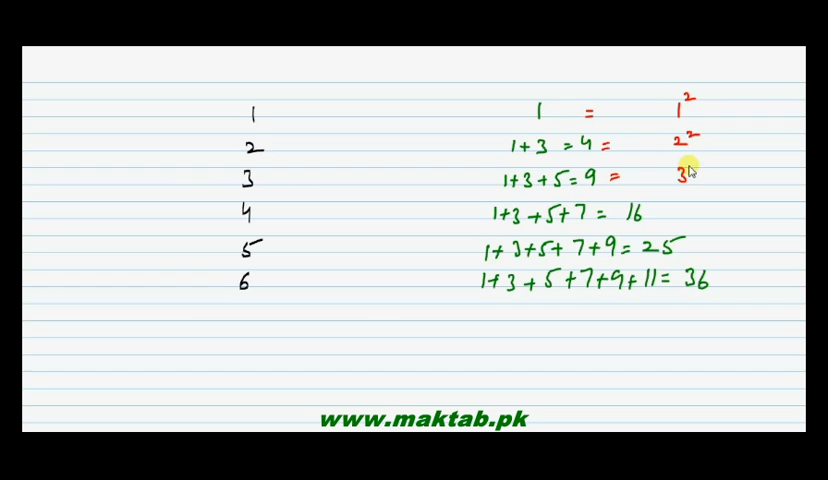 1 1 = 1²
2 1+3 = 4 = 2²
3 1+3+5 = 9 = 3
4 1+3+5+7 = 16
5 1+3+5+7+9 = 25
6 1+3+5+7+9+11 = 36
www.maktab.pk